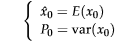 x̂₀ = E(x₀)
P₀ = var(x₀)